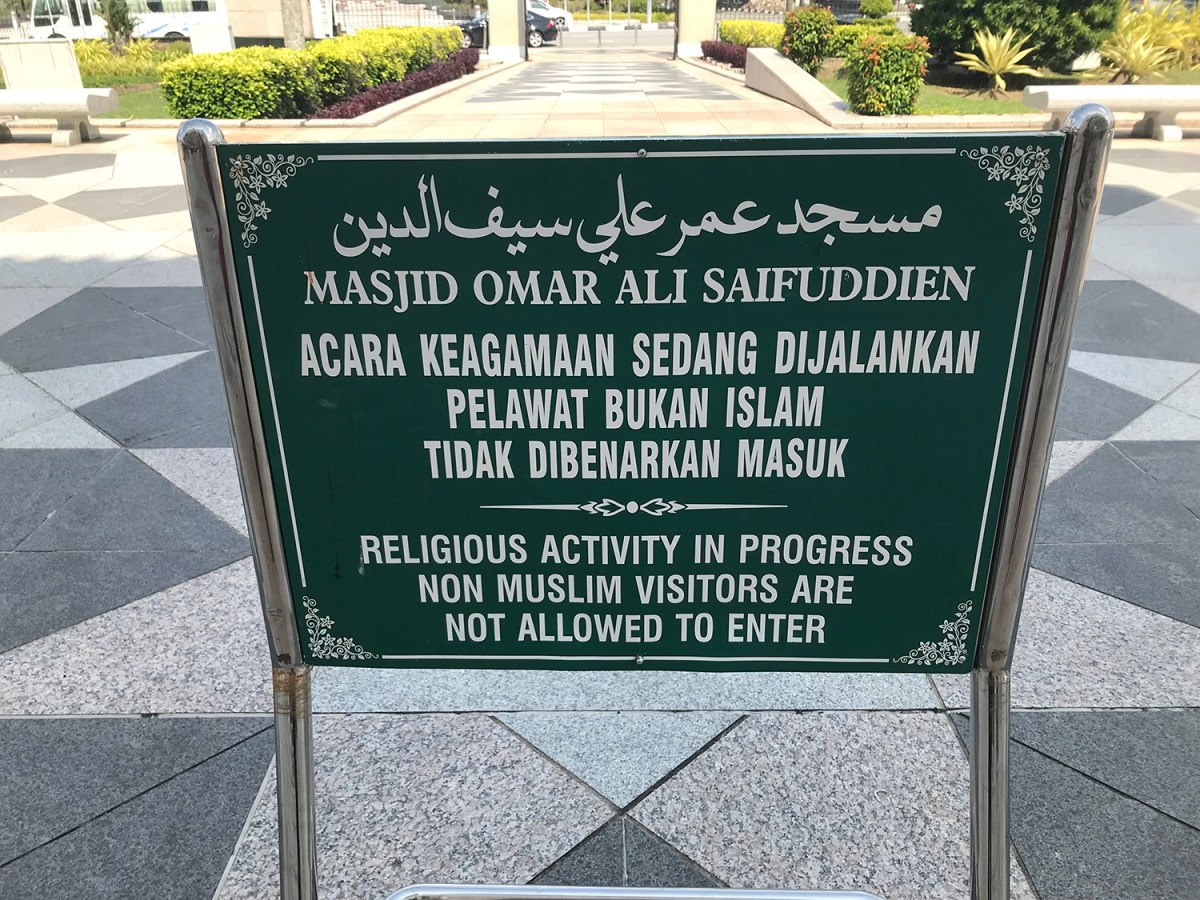 مسجد عمر علي سيف الدين
MASJID OMAR ALI SAIFUDDIEN
ACARA KEAGAMAAN SEDANG DIJALANKAN
PELAWAT BUKAN ISLAM
TIDAK DIBENARKAN MASUK
RELIGIOUS ACTIVITY IN PROGRESS
NON MUSLIM VISITORS ARE
NOT ALLOWED TO ENTER